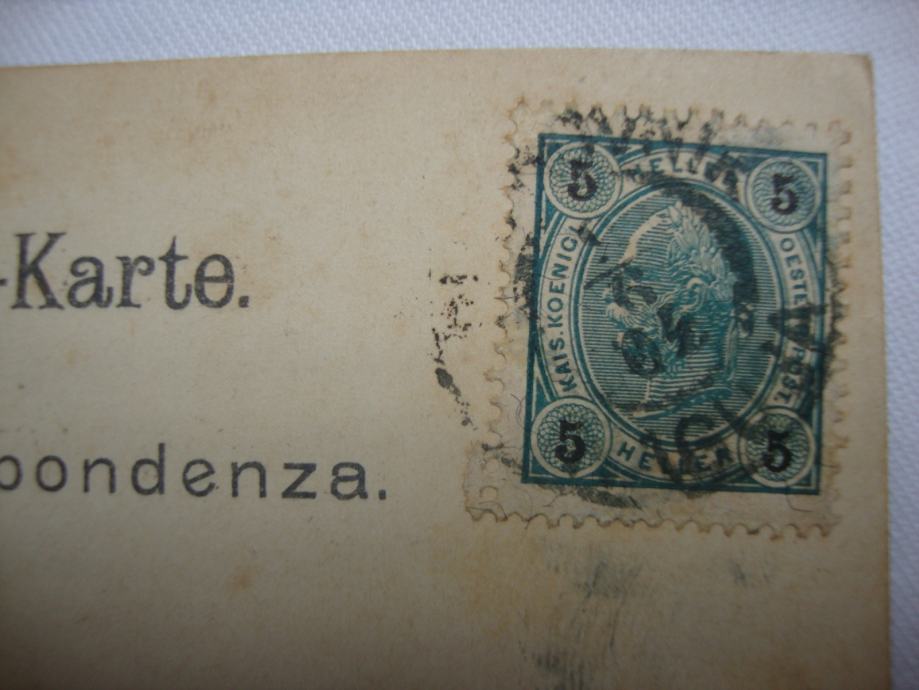 -Karte.
pondenza.
5 HELLER 5
KAIS. KOENIGL. OESTERR. POST.
5 HELLER 5